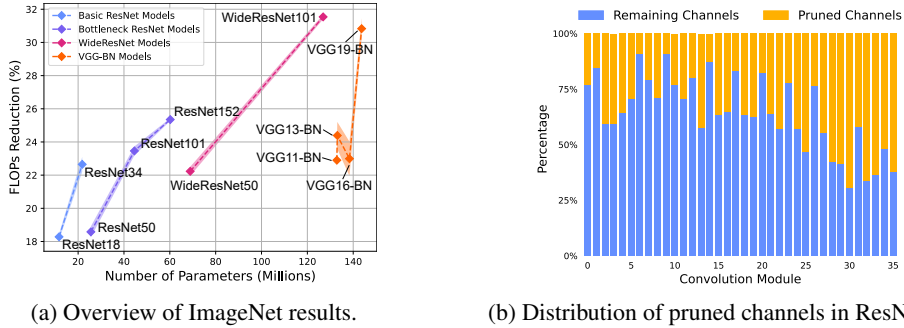 Basic ResNet Models
Bottleneck ResNet Models
WideResNet Models
VGG-BN Models
FLOPs Reduction (%)
32
30
28
26
24
22
20
18
WideResNet101
VGG19-BN
ResNet152
VGG13-BN
ResNet101
VGG11-BN
ResNet34
WideResNet50
VGG16-BN
ResNet50
ResNet18
20 40 60 80 100 120 140
Number of Parameters (Millions)
(a) Overview of ImageNet results.
Remaining Channels Pruned Channels
Percentage
100%
75%
50%
25%
0%
0 5 10 15 20 25 30 35
Convolution Module
(b) Distribution of pruned channels in ResN